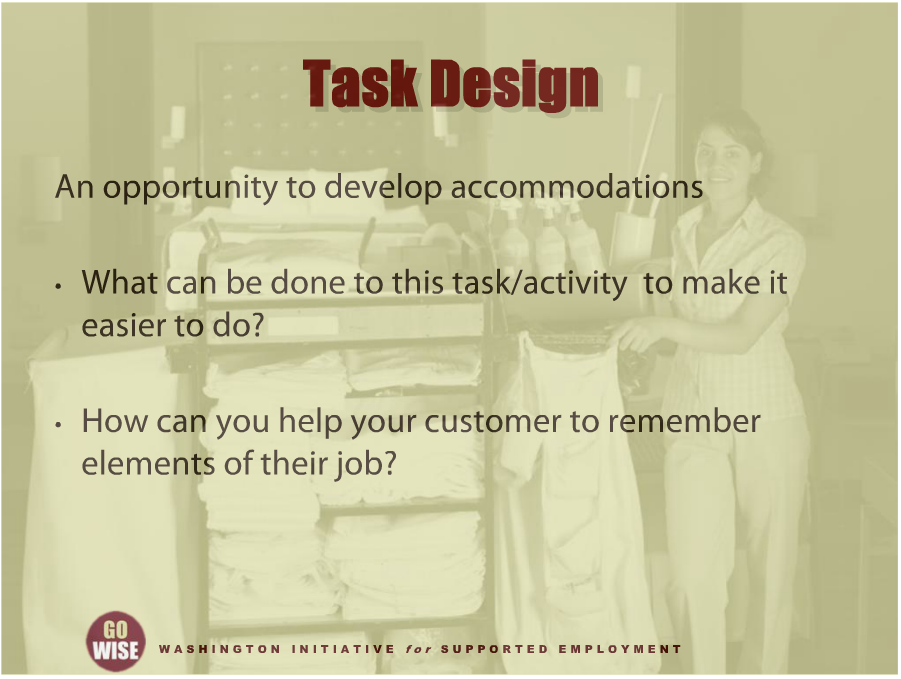 Task Design
An opportunity to develop accommodations
• What can be done to this task/activity  to make it
easier to do?
• How can you help your customer to remember
elements of their job?
GO
WISE
WASHINGTON INITIATIVE for SUPPORTED EMPLOYMENT